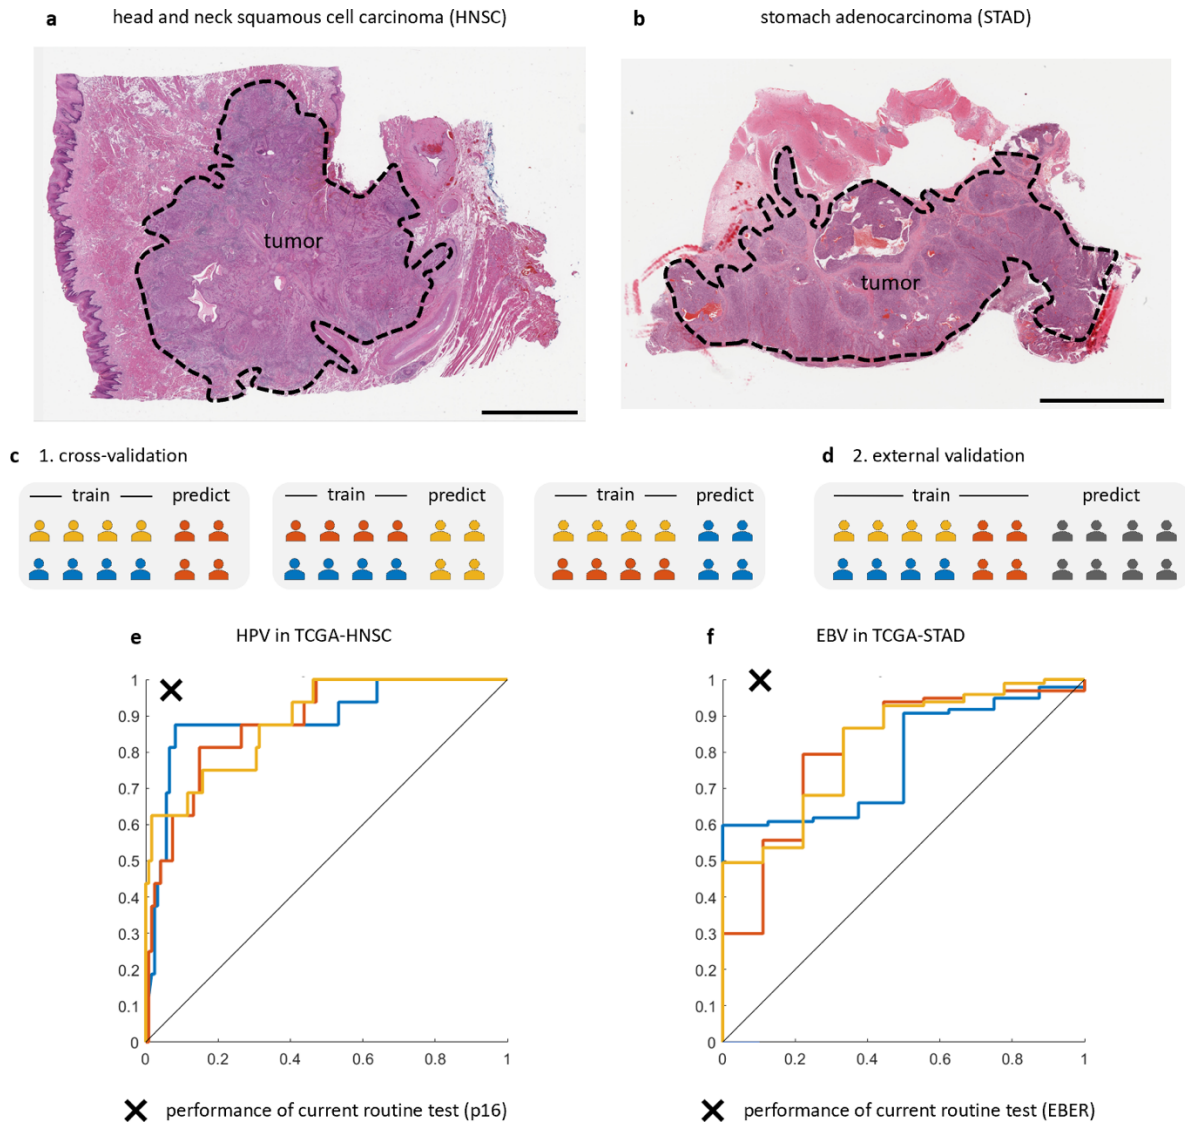 a head and neck squamous cell carcinoma (HNSC)
b stomach adenocarcinoma (STAD)
tumor
tumor
c 1. cross-validation
d 2. external validation
train predict
train predict
train predict
train predict
e HPV in TCGA-HNSC
f EBV in TCGA-STAD
1
0.9
0.8
0.7
0.6
0.5
0.4
0.3
0.2
0.1
0
0 0.2 0.4 0.6 0.8 1
1
0.9
0.8
0.7
0.6
0.5
0.4
0.3
0.2
0.1
0
0 0.2 0.4 0.6 0.8 1
performance of current routine test (p16)
performance of current routine test (EBER)